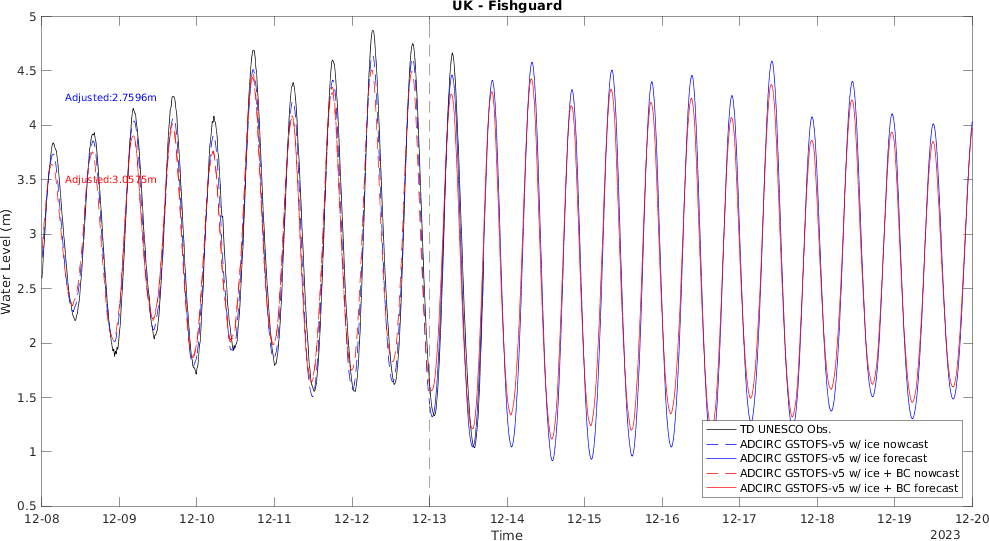 UK - Fishguard
5
4.5
4
3.5
3
2.5
2
1.5
1
0.5
Water Level (m)
Adjusted:2.7596m
Adjusted:3.0575m
TD UNESCO Obs.
ADCIRC GSTOFS-v5 w/ ice nowcast
ADCIRC GSTOFS-v5 w/ ice forecast
ADCIRC GSTOFS-v5 w/ ice + BC nowcast
ADCIRC GSTOFS-v5 w/ ice + BC forecast
12-08 12-09 12-10 12-11 12-12 12-13 12-14 12-15 12-16 12-17 12-18 12-19 12-20
Time
2023